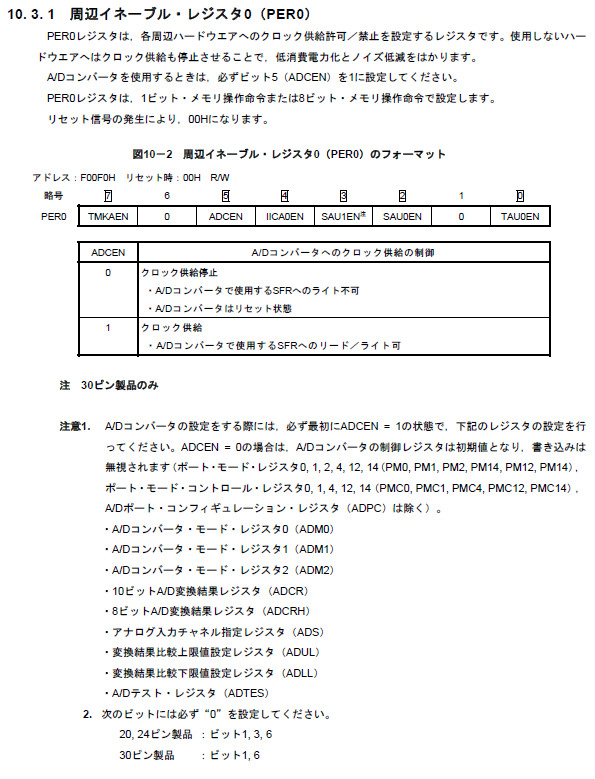 10. 3. 1 周辺イネーブル・レジスタ0（PER0）
PER0レジスタは，各周辺ハードウエアへのクロック供給許可／禁止を設定するレジスタです。使用しないハー
ドウエアへはクロック供給も停止させることで，低消費電力化とノイズ低減をはかります。
A/Dコンバータを使用するときは，必ずビット5（ADCEN）を1に設定してください。
PER0レジスタは，1ビット・メモリ操作命令または8ビット・メモリ操作命令で設定します。
リセット信号の発生により，00Hになります。
図10－2 周辺イネーブル・レジスタ0（PER0）のフォーマット
アドレス：F00F0H リセット時：00H R/W
略号 7 6 5 4 3 2 1 0
PER0 TMKAEN 0 ADCEN IICA0EN SAU1EN注 SAU0EN 0 TAU0EN
ADCEN A/Dコンバータへのクロック供給の制御
0 クロック供給停止
・A/Dコンバータで使用するSFRへのライト不可
・A/Dコンバータはリセット状態
1 クロック供給
・A/Dコンバータで使用するSFRへのリード／ライト可
注 30ピン製品のみ
注意1. A/Dコンバータの設定をする際には，必ず最初にADCEN = 1の状態で，下記のレジスタの設定を行
ってください。ADCEN = 0の場合は，A/Dコンバータの制御レジスタは初期値となり，書き込みは
無視されます（ポート・モード・レジスタ0, 1, 2, 4, 12, 14（PM0, PM1, PM2, PM14, PM12, PM14），
ポート・モード・コントロール・レジスタ0, 1, 4, 12, 14（PMC0, PMC1, PMC4, PMC12, PMC14），
A/Dポート・コンフィギュレーション・レジスタ（ADPC）は除く）。
・A/Dコンバータ・モード・レジスタ0（ADM0）
・A/Dコンバータ・モード・レジスタ1（ADM1）
・A/Dコンバータ・モード・レジスタ2（ADM2）
・10ビットA/D変換結果レジスタ（ADCR）
・8ビットA/D変換結果レジスタ（ADCRH）
・アナログ入力チャネル指定レジスタ（ADS）
・変換結果比較上限値設定レジスタ（ADUL）
・変換結果比較下限値設定レジスタ（ADLL）
・A/Dテスト・レジスタ（ADTES）
2. 次のビットには必ず“0”を設定してください。
20, 24ピン製品 ：ビット1, 3, 6
30ピン製品 ：ビット1, 6